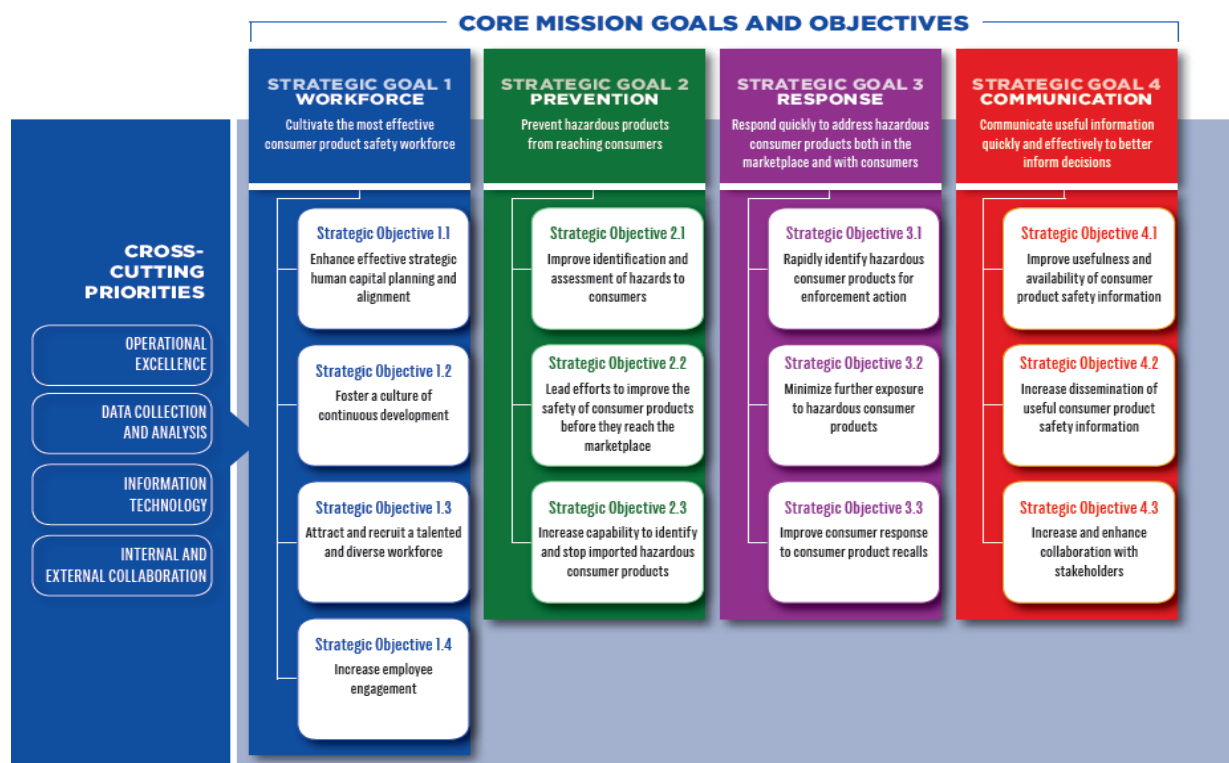 CORE MISSION GOALS AND OBJECTIVES
CROSS-
CUTTING
PRIORITIES
OPERATIONAL
EXCELLENCE
DATA COLLECTION
AND ANALYSIS
INFORMATION
TECHNOLOGY
INTERNAL AND
EXTERNAL COLLABORATION
STRATEGIC GOAL 1
WORKFORCE
Cultivate the most effective
consumer product safety workforce
Strategic Objective 1.1
Enhance effective strategic
human capital planning and
alignment
Strategic Objective 1.2
Foster a culture of
continuous development
Strategic Objective 1.3
Attract and recruit a talented
and diverse workforce
Strategic Objective 1.4
Increase employee
engagement
STRATEGIC GOAL 2
PREVENTION
Prevent hazardous products
from reaching consumers
Strategic Objective 2.1
Improve identification and
assessment of hazards to
consumers
Strategic Objective 2.2
Lead efforts to improve the
safety of consumer products
before they reach the
marketplace
Strategic Objective 2.3
Increase capability to identify
and stop imported hazardous
consumer products
STRATEGIC GOAL 3
RESPONSE
Respond quickly to address hazardous
consumer products both in the
marketplace and with consumers
Strategic Objective 3.1
Rapidly identify hazardous
consumer products for
enforcement action
Strategic Objective 3.2
Minimize further exposure
to hazardous consumer
products
Strategic Objective 3.3
Improve consumer response
to consumer product recalls
STRATEGIC GOAL 4
COMMUNICATION
Communicate useful information
quickly and effectively to better
inform decisions
Strategic Objective 4.1
Improve usefulness and
availability of consumer
product safety information
Strategic Objective 4.2
Increase dissemination of
useful consumer product
safety information
Strategic Objective 4.3
Increase and enhance
collaboration with
stakeholders